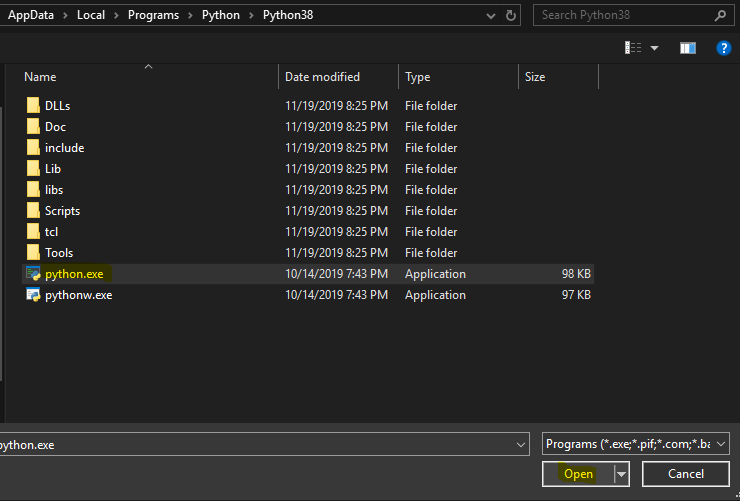 AppData > Local > Programs > Python > Python38
Search Python38
Name Date modified Type Size
DLLs 11/19/2019 8:25 PM File folder
Doc 11/19/2019 8:25 PM File folder
include 11/19/2019 8:25 PM File folder
Lib 11/19/2019 8:25 PM File folder
libs 11/19/2019 8:25 PM File folder
Scripts 11/19/2019 8:25 PM File folder
tcl 11/19/2019 8:25 PM File folder
Tools 11/19/2019 8:25 PM File folder
python.exe 10/14/2019 7:43 PM Application 98 KB
pythonw.exe 10/14/2019 7:43 PM Application 97 KB
python.exe
Programs (*.exe;*.pif;*.com;*.ba
Open Cancel